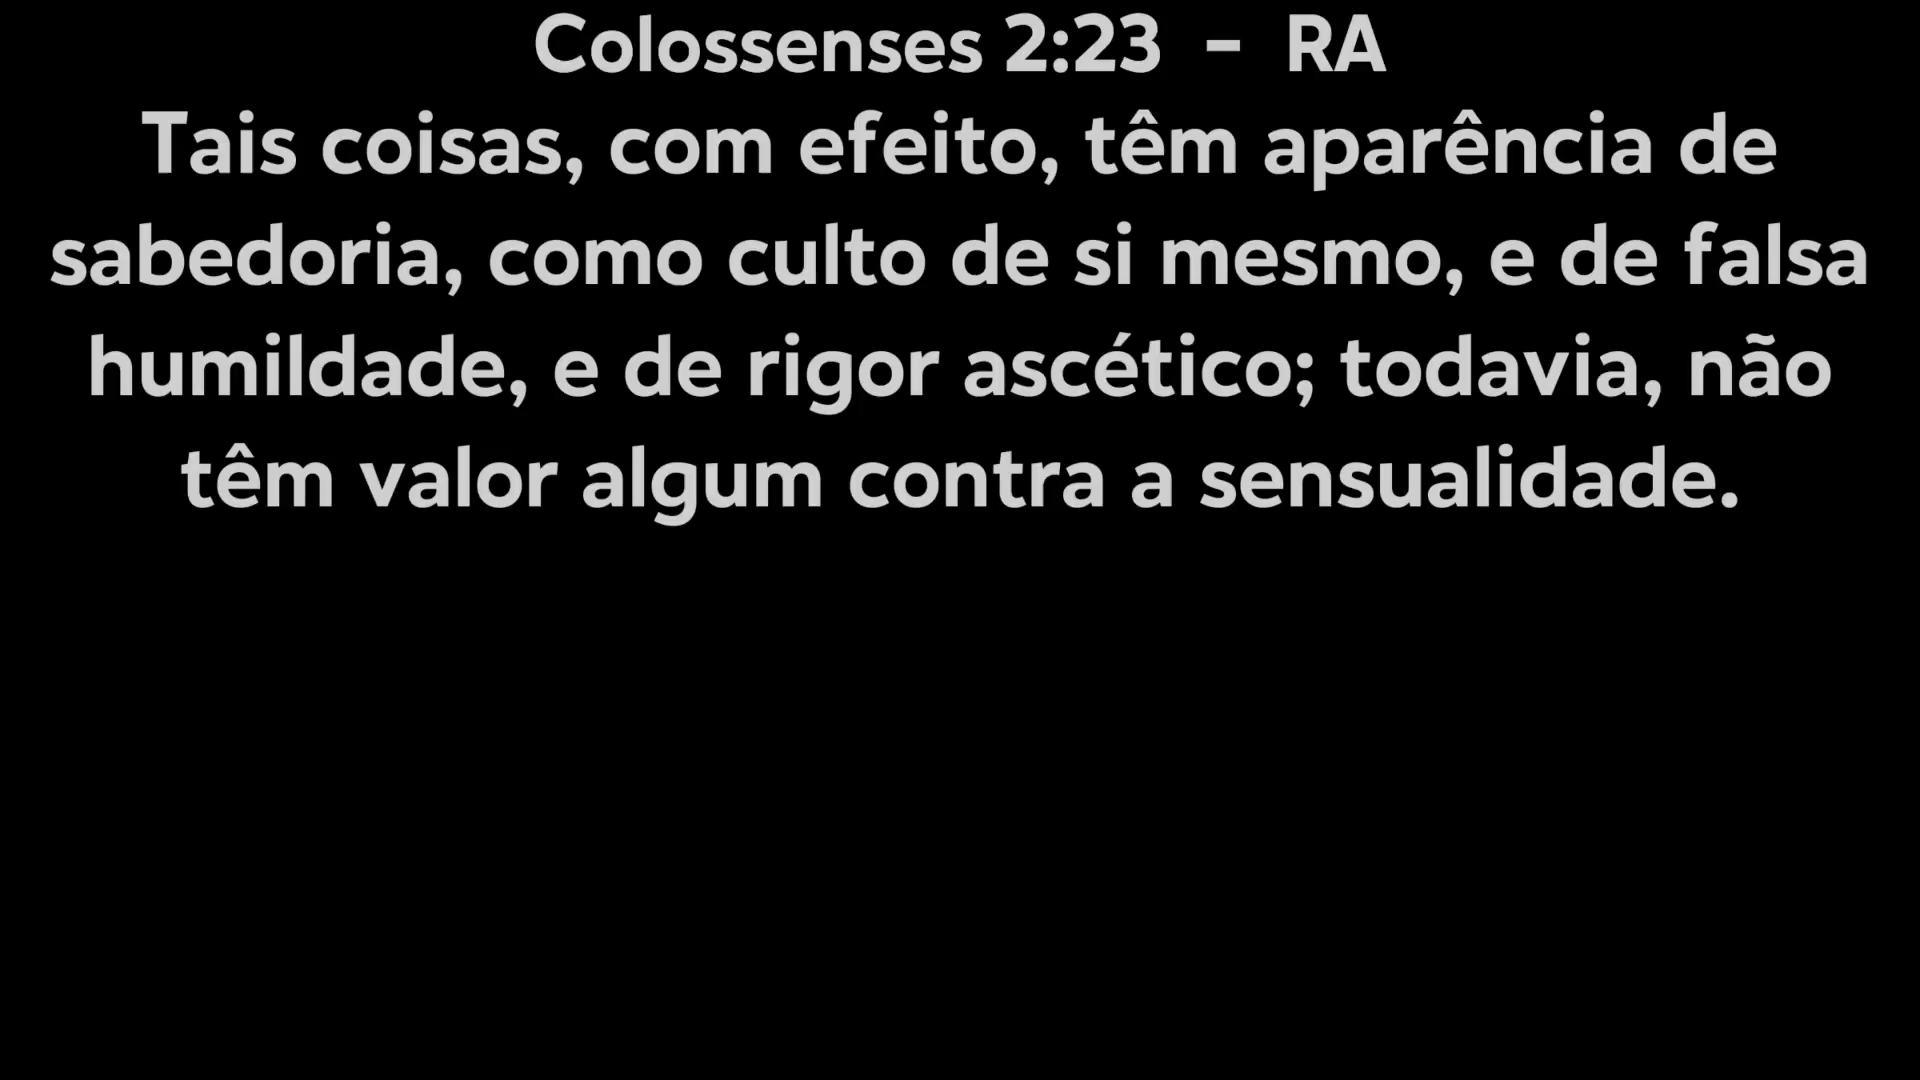 Colossenses 2:23 - RA
Tais coisas, com efeito, têm aparência de
sabedoria, como culto de si mesmo, e de falsa
humildade, e de rigor ascético; todavia, não
têm valor algum contra a sensualidade.